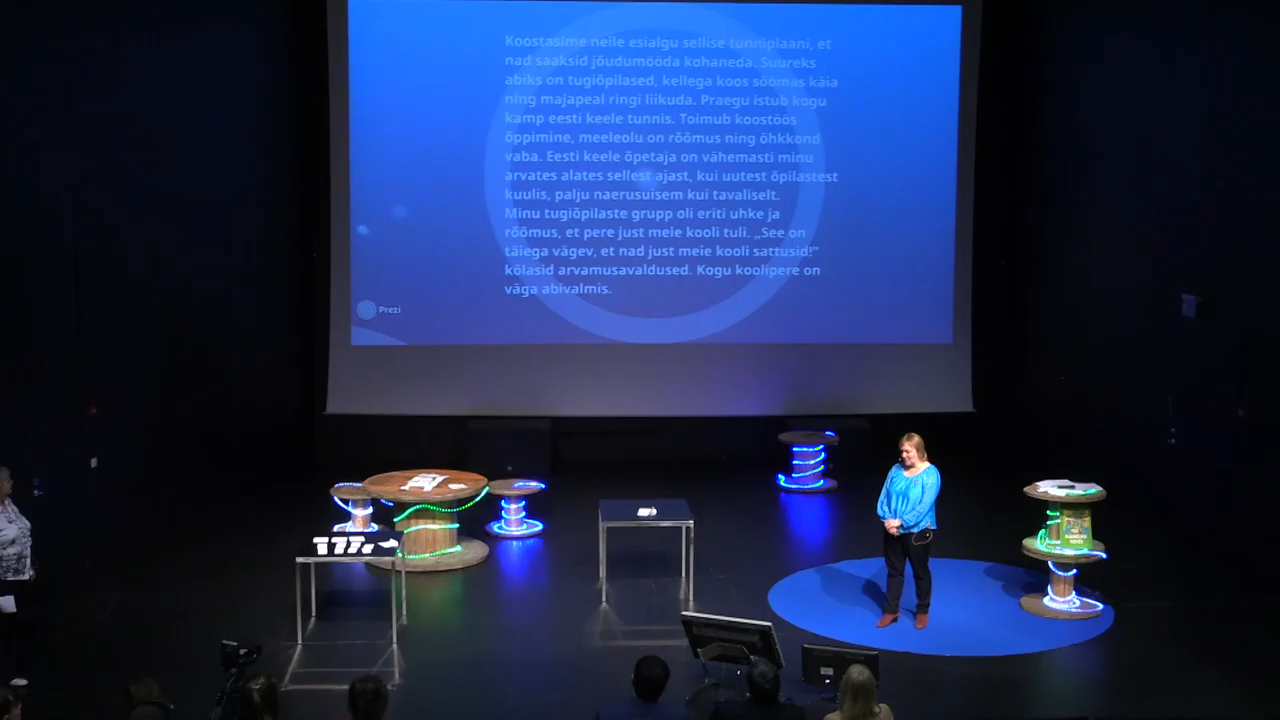 Koostasime neile esialgu sellise tunniplaani, et
nad saaksid jõudumööda kohaneda. Suureks
abiks on tugiõpilased, kellega koos söömas käia
ning majapeal ringi liikuda. Praegu istub kogu
kamp eesti keele tunnis. Toimub koostöös
õppimine, meeleolu on rõõmus ning õhkkond
vaba. Eesti keele õpetaja on vähemasti minu
arvates alates sellest ajast, kui uutest õpilastest
kuulis, palju naerusuisem kui tavaliselt.
Minu tugiõpilaste grupp oli eriti uhke ja
rõõmus, et pere just meie kooli tuli. „See on
täiega vägev, et nad just meie kooli sattusid!”
kõlasid arvamusavaldused. Kogu koolipere on
väga abivalmis.
Prezi